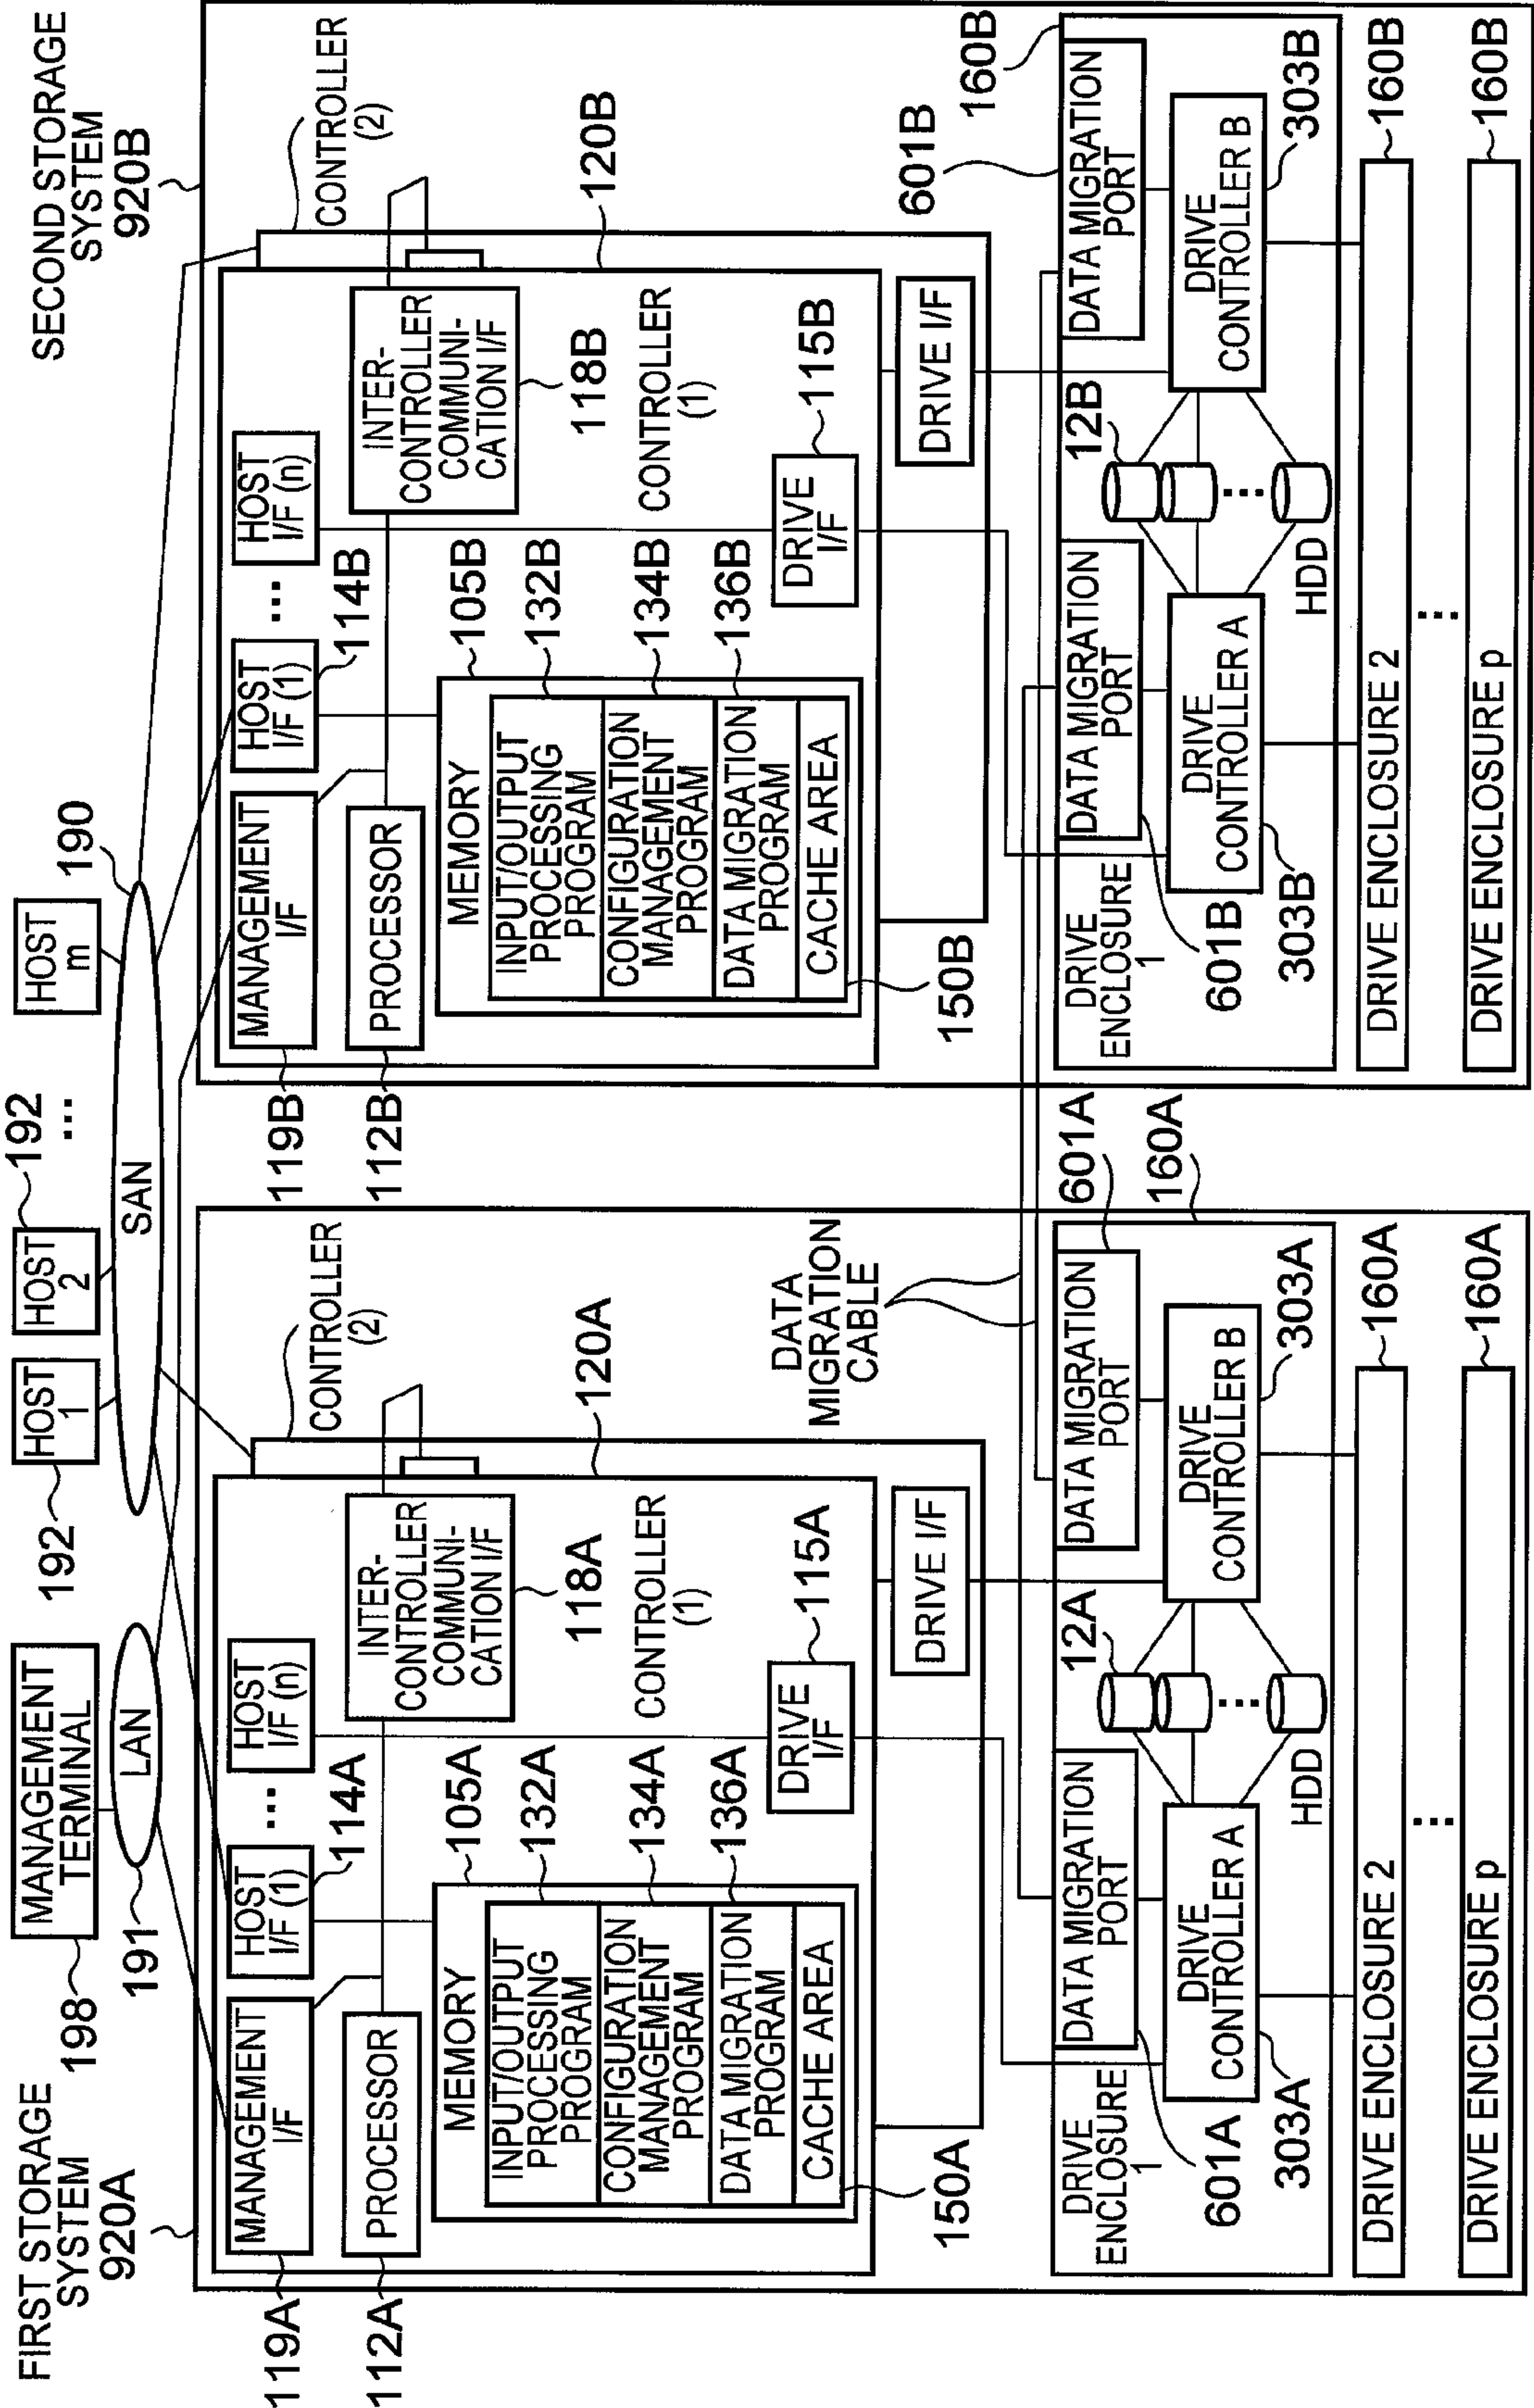 FIRST STORAGE
SYSTEM
920A
198
MANAGEMENT
TERMINAL
191
LAN
192
HOST
1
HOST
2
192
...
HOST
m
190
SAN
SECOND STORAGE
SYSTEM
920B
119A
MANAGEMENT
I/F
HOST
I/F (1)
114A
...
HOST
I/F (n)
CONTROLLER
(2)
112A
PROCESSOR
INTER-
CONTROLLER
COMMUNI-
CATION I/F
118A
120A
MEMORY
105A
INPUT/OUTPUT
PROCESSING
PROGRAM
132A
CONFIGURATION
MANAGEMENT
PROGRAM
134A
DATA MIGRATION
PROGRAM
136A
CACHE AREA
150A
CONTROLLER
(1)
DRIVE
I/F
115A
DRIVE I/F
DATA
MIGRATION
CABLE
DRIVE
ENCLOSURE
1
DATA MIGRATION
PORT
601A
12A
DATA MIGRATION
PORT
601A
160A
DRIVE
CONTROLLER A
303A
HDD
...
DRIVE
CONTROLLER B
303A
DRIVE ENCLOSURE 2
160A
...
DRIVE ENCLOSURE p
160A
119B
MANAGEMENT
I/F
HOST
I/F (1)
114B
...
HOST
I/F (n)
CONTROLLER
(2)
112B
PROCESSOR
INTER-
CONTROLLER
COMMUNI-
CATION I/F
118B
120B
MEMORY
105B
INPUT/OUTPUT
PROCESSING
PROGRAM
132B
CONFIGURATION
MANAGEMENT
PROGRAM
134B
DATA MIGRATION
PROGRAM
136B
CACHE AREA
150B
CONTROLLER
(1)
DRIVE
I/F
115B
DRIVE I/F
DRIVE
ENCLOSURE
1
DATA MIGRATION
PORT
601B
12B
DATA MIGRATION
PORT
601B
160B
DRIVE
CONTROLLER A
303B
HDD
...
DRIVE
CONTROLLER B
303B
DRIVE ENCLOSURE 2
160B
...
DRIVE ENCLOSURE p
160B